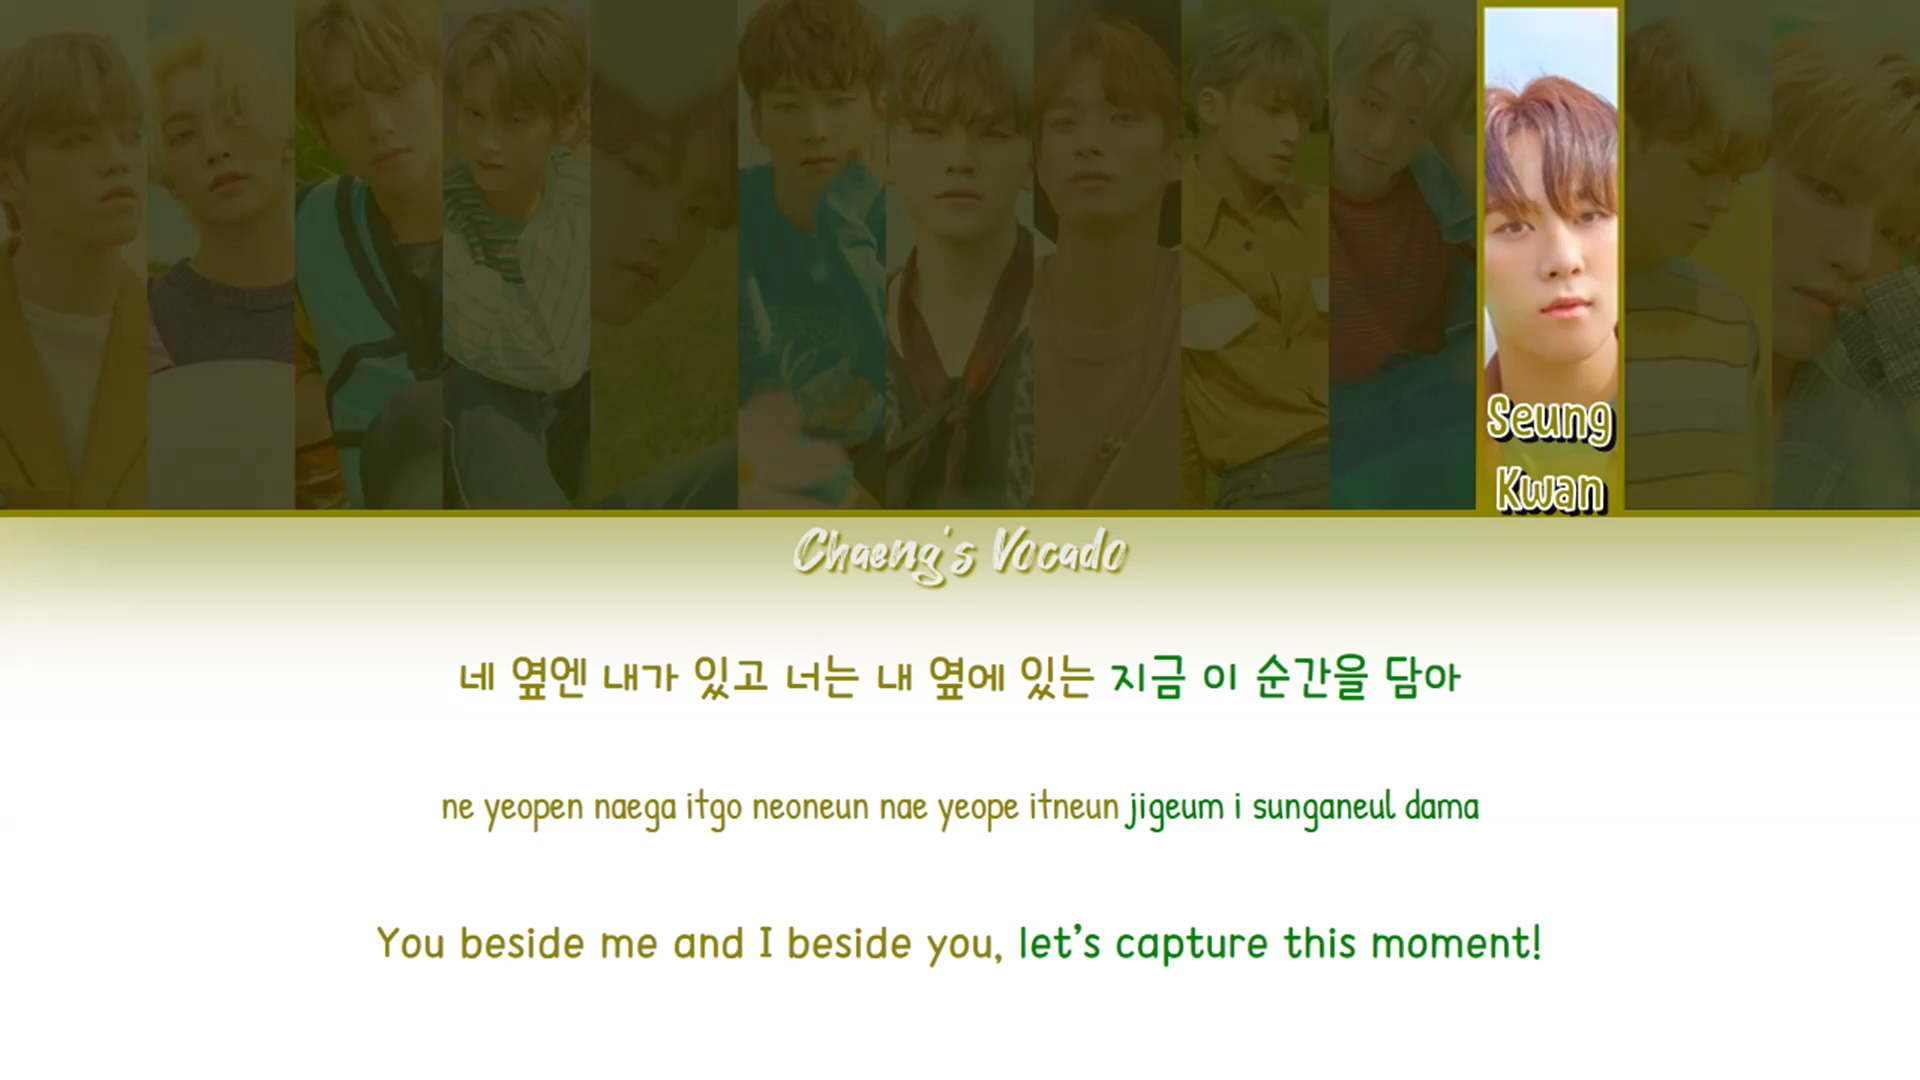 Seung
Kwan
Chaeng's Vocado
네 옆엔 내가 있고 너는 내 옆에 있는 지금 이 순간을 담아
ne yeopen naega itgo neoneun nae yeope itneun jigeum i sunganeul dama
You beside me and I beside you, let's capture this moment!